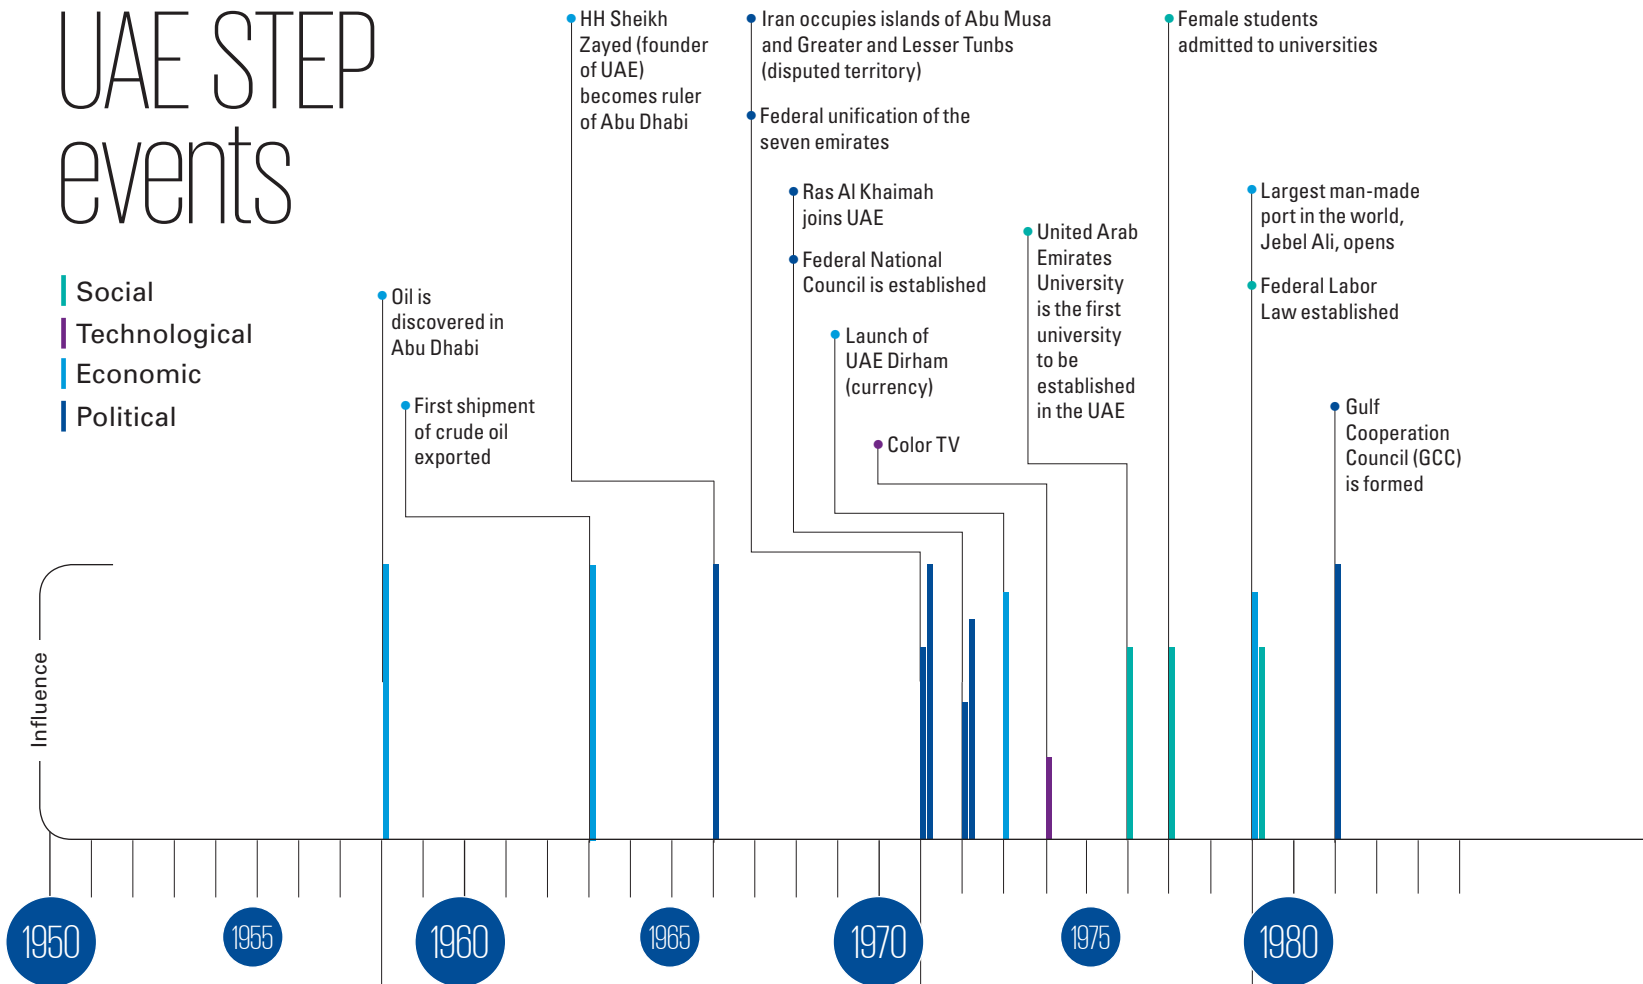 UAE STEP
events
Social
Technological
Economic
Political
Oil is
discovered in
Abu Dhabi
First shipment
of crude oil
exported
HH Sheikh
Zayed (founder
of UAE)
becomes ruler
of Abu Dhabi
Iran occupies islands of Abu Musa
and Greater and Lesser Tunbs
(disputed territory)
Federal unification of the
seven emirates
Ras Al Khaimah
joins UAE
Federal National
Council is established
Launch of
UAE Dirham
(currency)
Color TV
United Arab
Emirates
University
is the first
university
to be
established
in the UAE
Female students
admitted to universities
Largest man-made
port in the world,
Jebel Ali, opens
Federal Labor
Law established
Gulf
Cooperation
Council (GCC)
is formed
Influence
1950
1955
1960
1965
1970
1975
1980